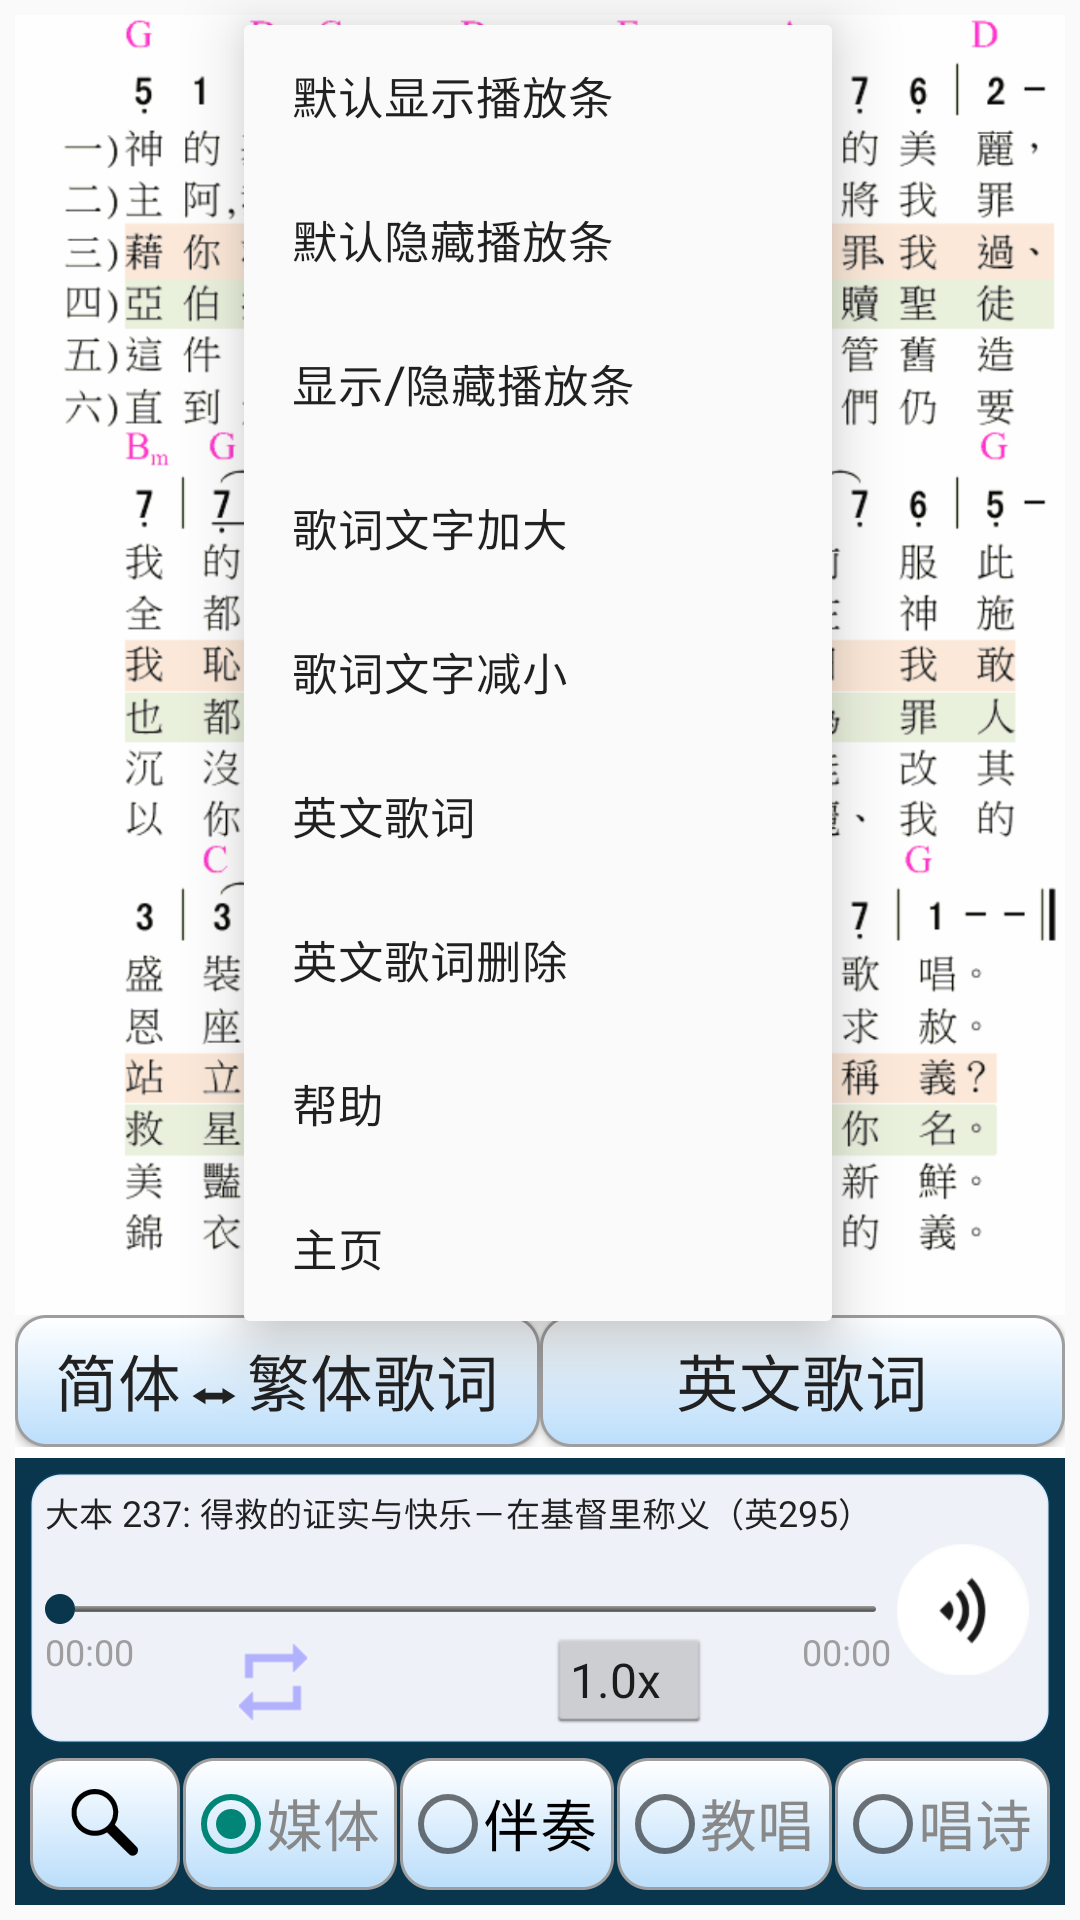 G D
5 1 7 6 2 -
一)神 的 的 美 麗，
二)主 阿, 將 我 罪
三)藉 你 罪、我 過、
四)亞 伯 贖 聖 徒
五)這 件 管 舊 造
六)直 到 們 仍 要
Bm G G
7 7 7 6 5 -
我 的 服 此
全 都 神 施
我 恥 我 敢
也 都 罪 人
沉 沒 改 其
以 你 、我 的
C G
3 3 7 1 - -
盛 裝 歌 唱。
恩 座 求 赦。
站 立 稱 義？
救 星 你 名。
美 豔 新 鮮。
錦 衣 的 義。
默认显示播放条
默认隐藏播放条
显示/隐藏播放条
歌词文字加大
歌词文字减小
英文歌词
英文歌词删除
帮助
主页
简体↔繁体歌词 英文歌词
大本 237: 得救的证实与快乐－在基督里称义（英295）
00:00 1.0x 00:00
媒体 伴奏 教唱 唱诗